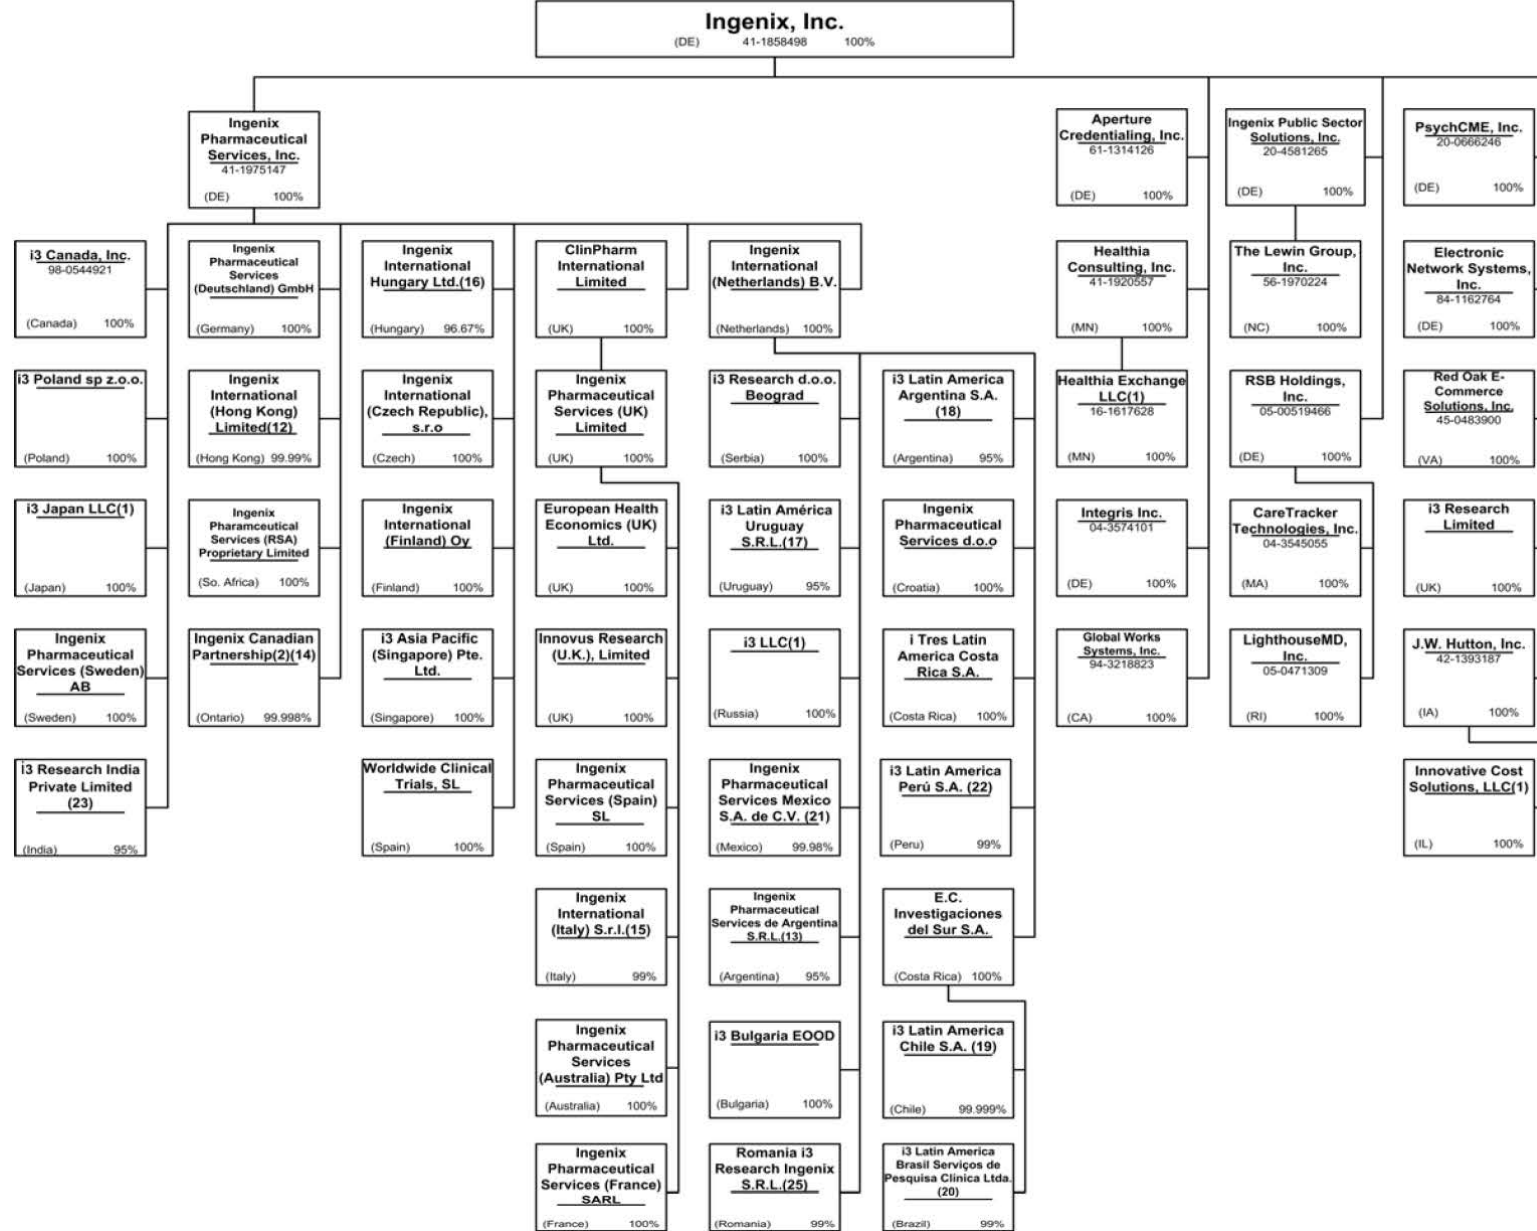 Ingenix, Inc.
(DE) 41-1858498 100%
Ingenix
Pharmaceutical
Services, Inc.
41-1975147
(DE) 100%
Aperture
Credentialing, Inc.
61-1314126
(DE) 100%
Ingenix Public Sector
Solutions, Inc.
20-4581265
(DE) 100%
PsychCME, Inc.
20-0666246
(DE) 100%
i3 Canada, Inc.
98-0544921
(Canada) 100%
Ingenix
Pharmaceutical
Services
(Deutschland) GmbH
(Germany) 100%
Ingenix
International
Hungary Ltd.(16)
(Hungary) 96.67%
ClinPharm
International
Limited
(UK) 100%
Ingenix
International
(Netherlands) B.V.
(Netherlands) 100%
Healthia
Consulting, Inc.
41-1920557
(MN) 100%
The Lewin Group,
Inc.
56-1970224
(NC) 100%
Electronic
Network Systems,
Inc.
84-1162764
(DE) 100%
i3 Poland sp z.o.o.
(Poland) 100%
Ingenix
International
(Hong Kong)
Limited(12)
(Hong Kong) 99.99%
Ingenix
International
(Czech Republic),
s.r.o
(Czech) 100%
Ingenix
Pharmaceutical
Services (UK)
Limited
(UK) 100%
i3 Research d.o.o.
Beograd
(Serbia) 100%
i3 Latin America
Argentina S.A.
(18)
(Argentina) 95%
Healthia Exchange
LLC(1)
16-1617628
(MN) 100%
RSB Holdings,
Inc.
05-00519466
(DE) 100%
Red Oak E-
Commerce
Solutions, Inc.
45-0483900
(VA) 100%
i3 Japan LLC(1)
(Japan) 100%
Ingenix
Pharamceutical
Services (RSA)
Proprietary Limited
(So. Africa) 100%
Ingenix
International
(Finland) Oy
(Finland) 100%
European Health
Economics (UK)
Ltd.
(UK) 100%
i3 Latin América
Uruguay
S.R.L.(17)
(Uruguay) 95%
Ingenix
Pharmaceutical
Services d.o.o
(Croatia) 100%
Integris Inc.
04-3574101
(DE) 100%
CareTracker
Technologies, Inc.
04-3545055
(MA) 100%
i3 Research
Limited
(UK) 100%
Ingenix
Pharmaceutical
Services (Sweden)
AB
(Sweden) 100%
Ingenix Canadian
Partnership(2)(14)
(Ontario) 99.998%
i3 Asia Pacific
(Singapore) Pte.
Ltd.
(Singapore) 100%
Innovus Research
(U.K.), Limited
(UK) 100%
i3 LLC(1)
(Russia) 100%
i Tres Latin
America Costa
Rica S.A.
(Costa Rica) 100%
Global Works
Systems, Inc.
94-3218823
(CA) 100%
LighthouseMD,
Inc.
05-0471309
(RI) 100%
J.W. Hutton, Inc.
42-1393187
(IA) 100%
i3 Research India
Private Limited
(23)
(India) 95%
Worldwide Clinical
Trials, SL
(Spain) 100%
Ingenix
Pharmaceutical
Services (Spain)
SL
(Spain) 100%
Ingenix
Pharmaceutical
Services Mexico
S.A. de C.V. (21)
(Mexico) 99.98%
i3 Latin America
Perú S.A. (22)
(Peru) 99%
Innovative Cost
Solutions, LLC(1)
(IL) 100%
Ingenix
International
(Italy) S.r.l.(15)
(Italy) 99%
Ingenix
Pharmaceutical
Services de Argentina
S.R.L.(13)
(Argentina) 95%
E.C.
Investigaciones
del Sur S.A.
(Costa Rica) 100%
Ingenix
Pharmaceutical
Services
(Australia) Pty Ltd
(Australia) 100%
i3 Bulgaria EOOD
(Bulgaria) 100%
i3 Latin America
Chile S.A. (19)
(Chile) 99.999%
Ingenix
Pharmaceutical
Services (France)
SARL
(France) 100%
Romania i3
Research Ingenix
S.R.L.(25)
(Romania) 99%
i3 Latin America
Brasil Serviços de
Pesquisa Clinica Ltda.
(20)
(Brazil) 99%